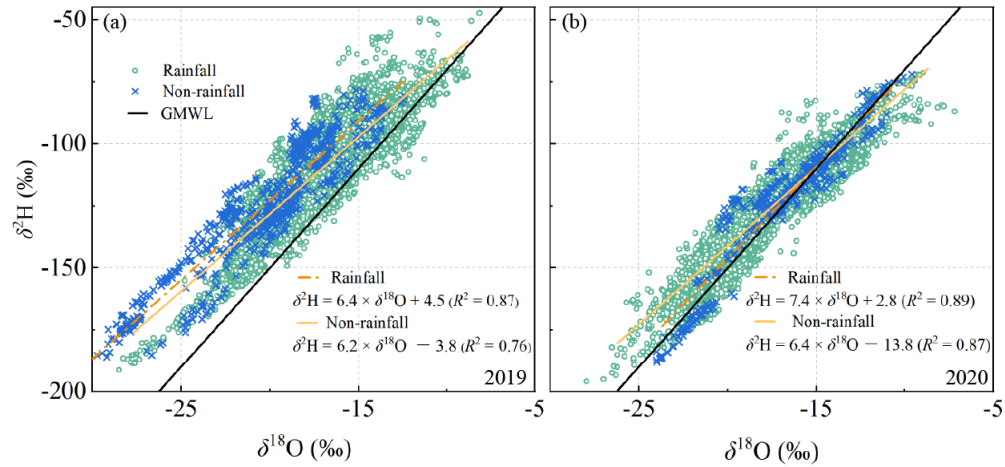 (a)
Rainfall
Non-rainfall
GMWL
Rainfall
δ²H = 6.4 × δ¹⁸O + 4.5 (R² = 0.87)
Non-rainfall
δ²H = 6.2 × δ¹⁸O − 3.8 (R² = 0.76)
2019
-50
-100
-150
-200
δ²H (‰)
-25
-15
-5
δ¹⁸O (‰)
(b)
Rainfall
δ²H = 7.4 × δ¹⁸O + 2.8 (R² = 0.89)
Non-rainfall
δ²H = 6.4 × δ¹⁸O − 13.8 (R² = 0.87)
2020
-25
-15
-5
δ¹⁸O (‰)